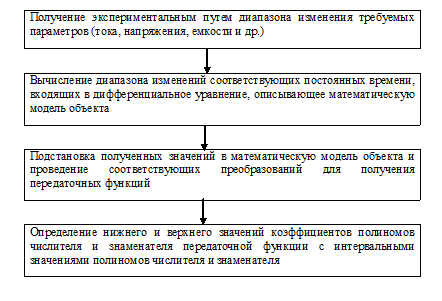 Получение экспериментальным путем диапазона изменения требуемых
параметров (тока, напряжения, емкости и др.)
Вычисление диапазона изменений соответствующих постоянных времени,
входящих в дифференциальное уравнение, описывающее математическую
модель объекта
Подстановка полученных значений в математическую модель объекта и
проведение соответствующих преобразований для получения
передаточных функций
Определение нижнего и верхнего значений коэффициентов полиномов
числителя и знаменателя передаточной функции с интервальными
значениями полиномов числителя и знаменателя